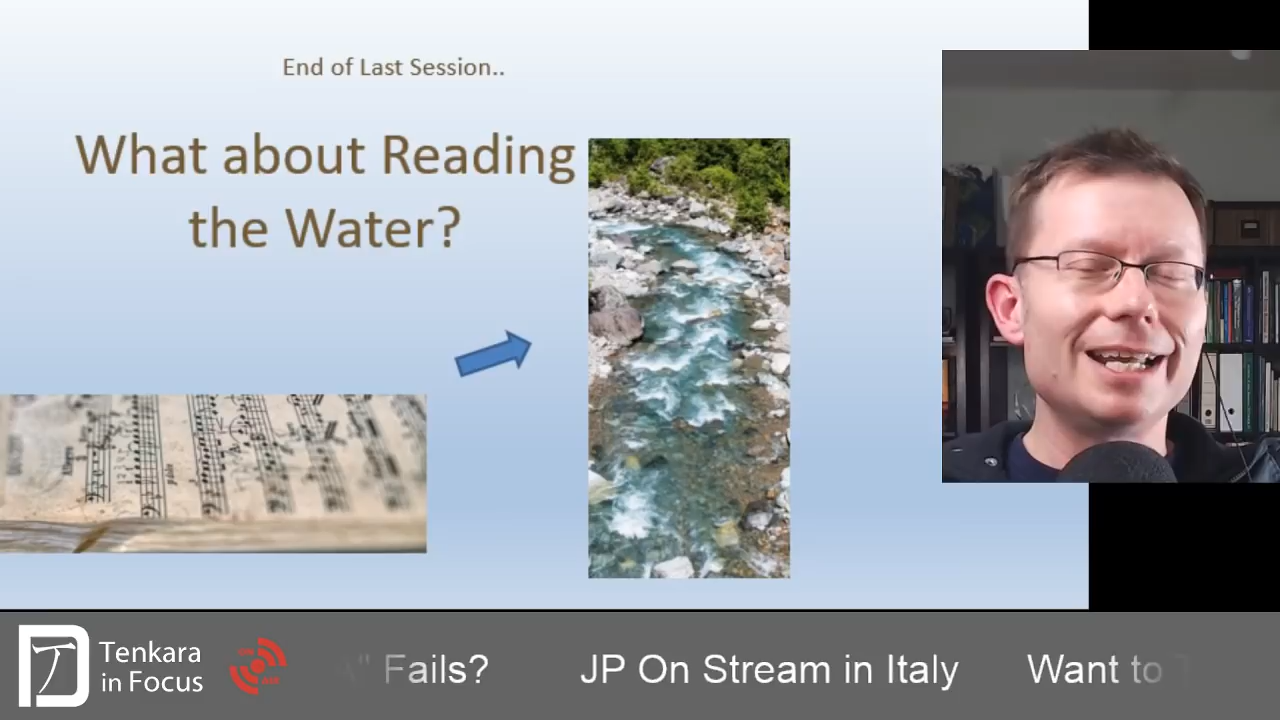 End of Last Session..
What about Reading
the Water?
Tenkara
in Focus
" Fails?
JP On Stream in Italy
Want to